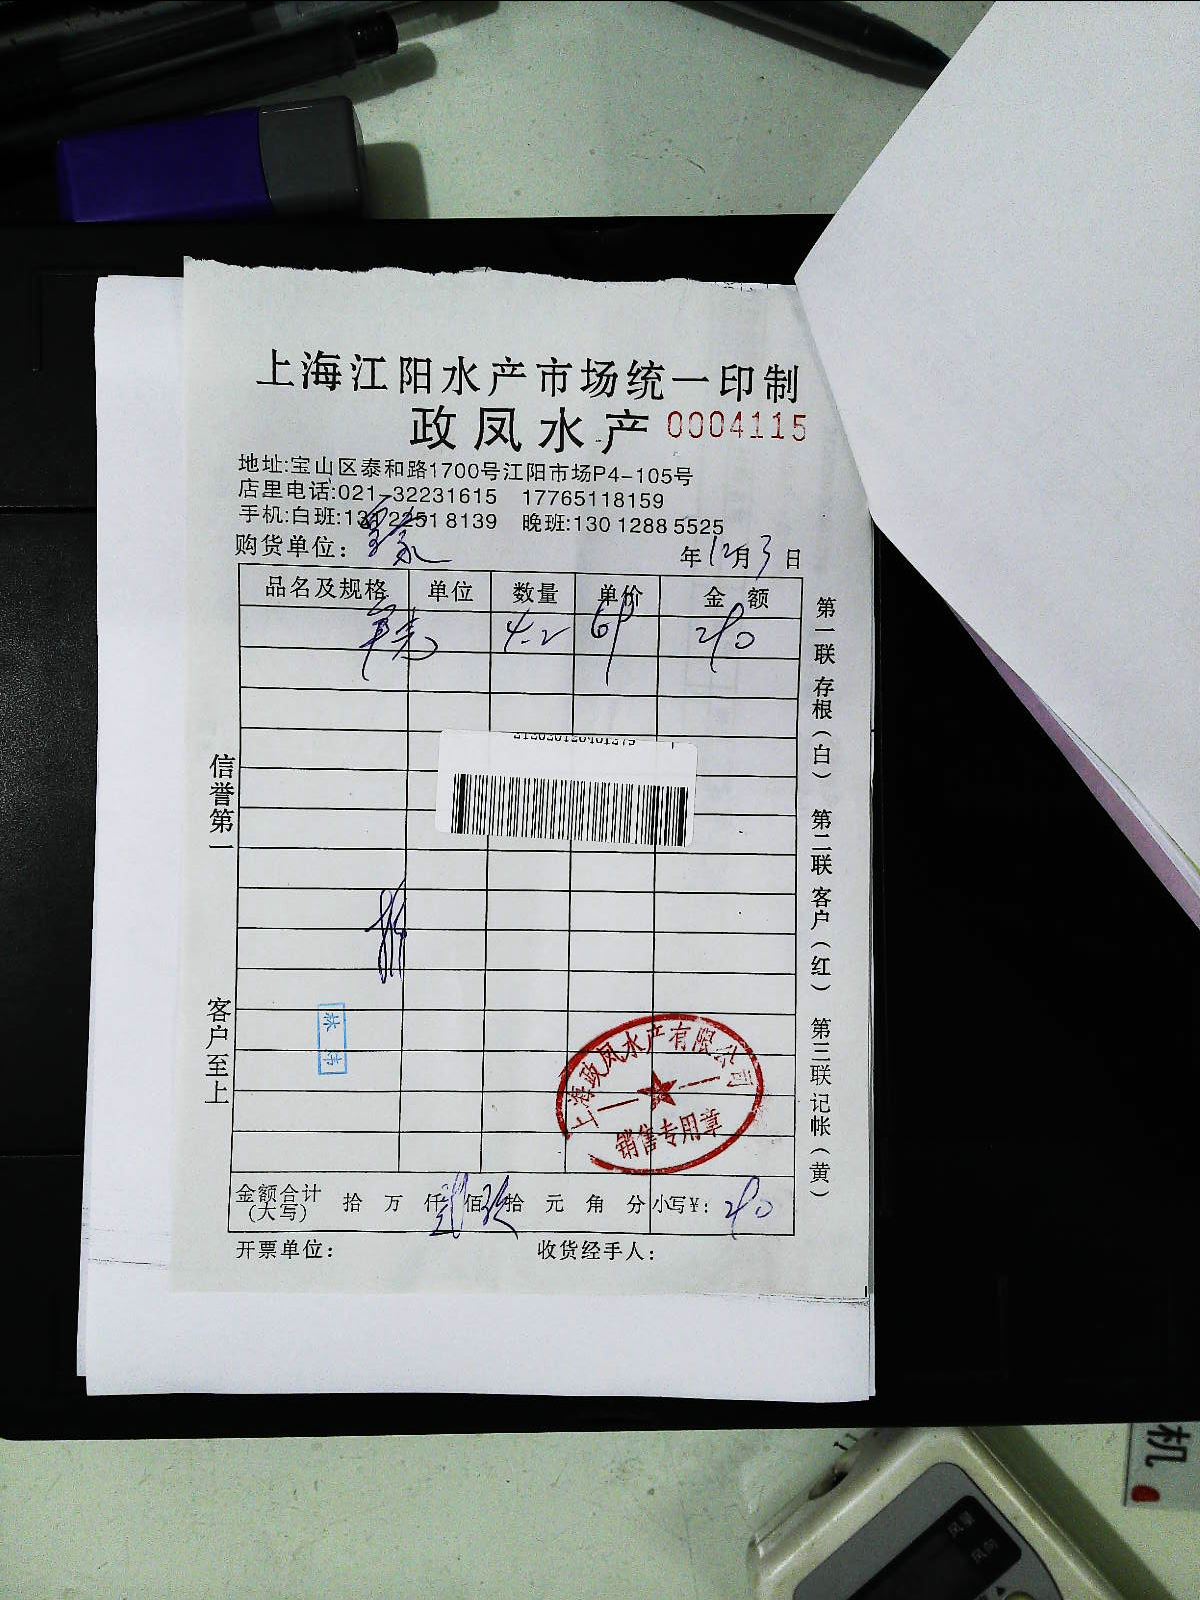 上海江阳水产市场统一印制
政凤水产 0004115
地址:宝山区泰和路1700号江阳市场P4-105号
店里电话:021-32231615 17765118159
手机:白班: 2251 8139 晚班:130 1288 5525
购货单位: 年12月3日
品名及规格 单位 数量 单价 金额
4.2
信誉第一
客户至上
第一联 存根(白) 第二联 客户(红) 第三联 记帐(黄)
上海政凤水产有限公司
销售专用章
金额合计(大写) 拾 万 仟 佰 拾 元 角 分 小写¥:
开票单位: 收货经手人:
机
风量
风向